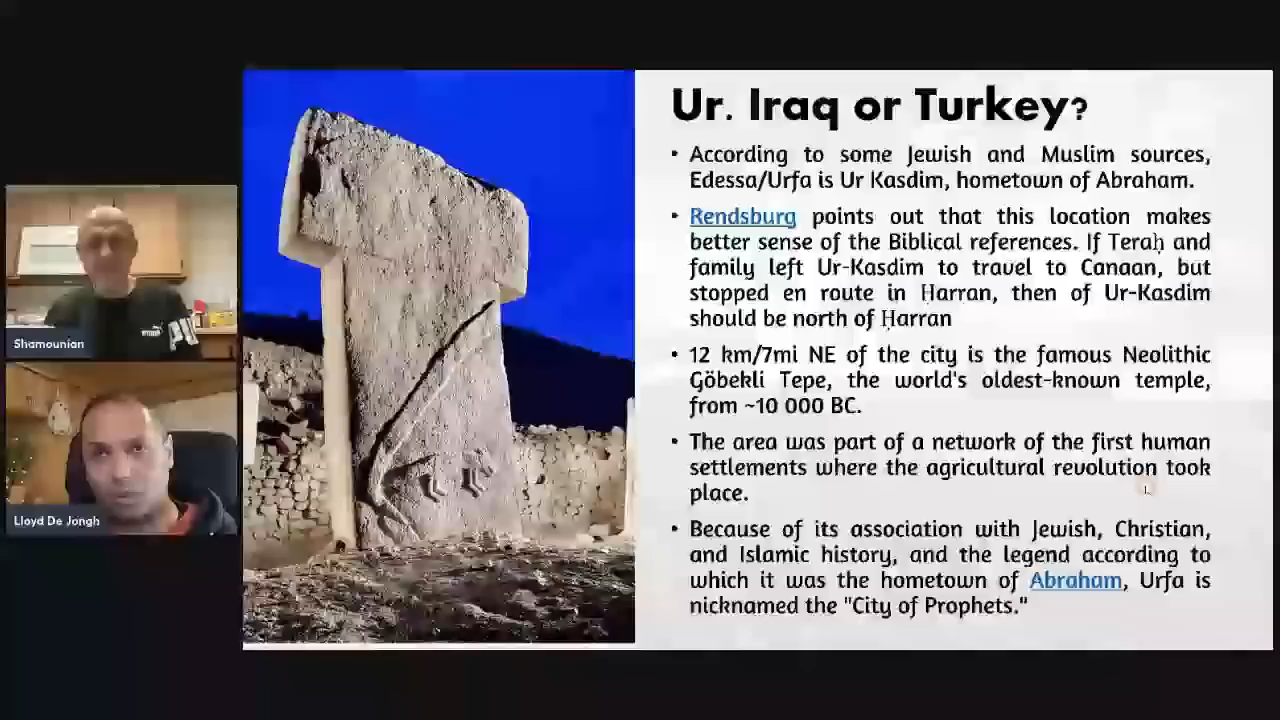 Ur. Iraq or Turkey?
• According to some Jewish and Muslim sources,
Edessa/Urfa is Ur Kasdim, hometown of Abraham.
• Rendsburg points out that this location makes
better sense of the Biblical references. If Teraḥ and
family left Ur-Kasdim to travel to Canaan, but
stopped en route in Ḥarran, then of Ur-Kasdim
should be north of Ḥarran
• 12 km/7mi NE of the city is the famous Neolithic
Göbekli Tepe, the world's oldest-known temple,
from ~10 000 BC.
• The area was part of a network of the first human
settlements where the agricultural revolution took
place.
• Because of its association with Jewish, Christian,
and Islamic history, and the legend according to
which it was the hometown of Abraham, Urfa is
nicknamed the "City of Prophets."
Shamounian
Lloyd De Jongh